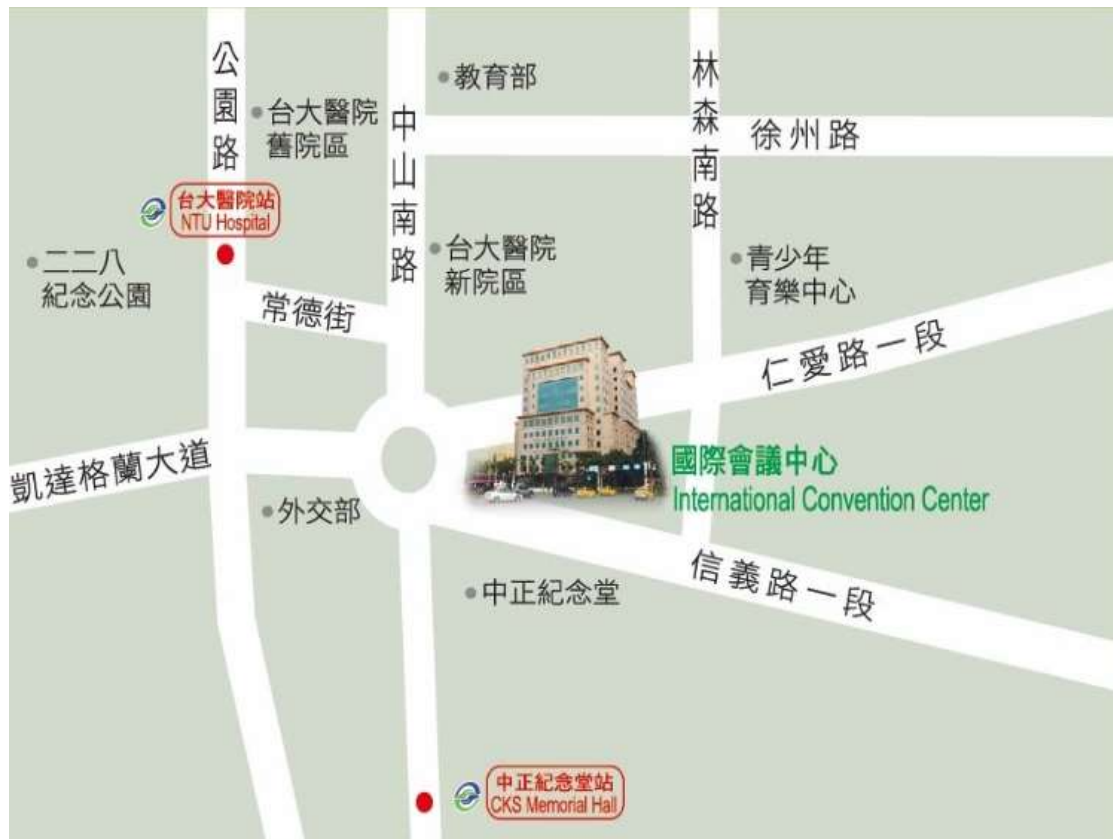 公園路
台大醫院
舊院區
中山南路
教育部
林森南路
徐州路
台大醫院站
NTU Hospital
二二八
紀念公園
常德街
台大醫院
新院區
青少年
育樂中心
仁愛路一段
凱達格蘭大道
外交部
國際會議中心
International Convention Center
中正紀念堂
信義路一段
中正紀念堂站
CKS Memorial Hall